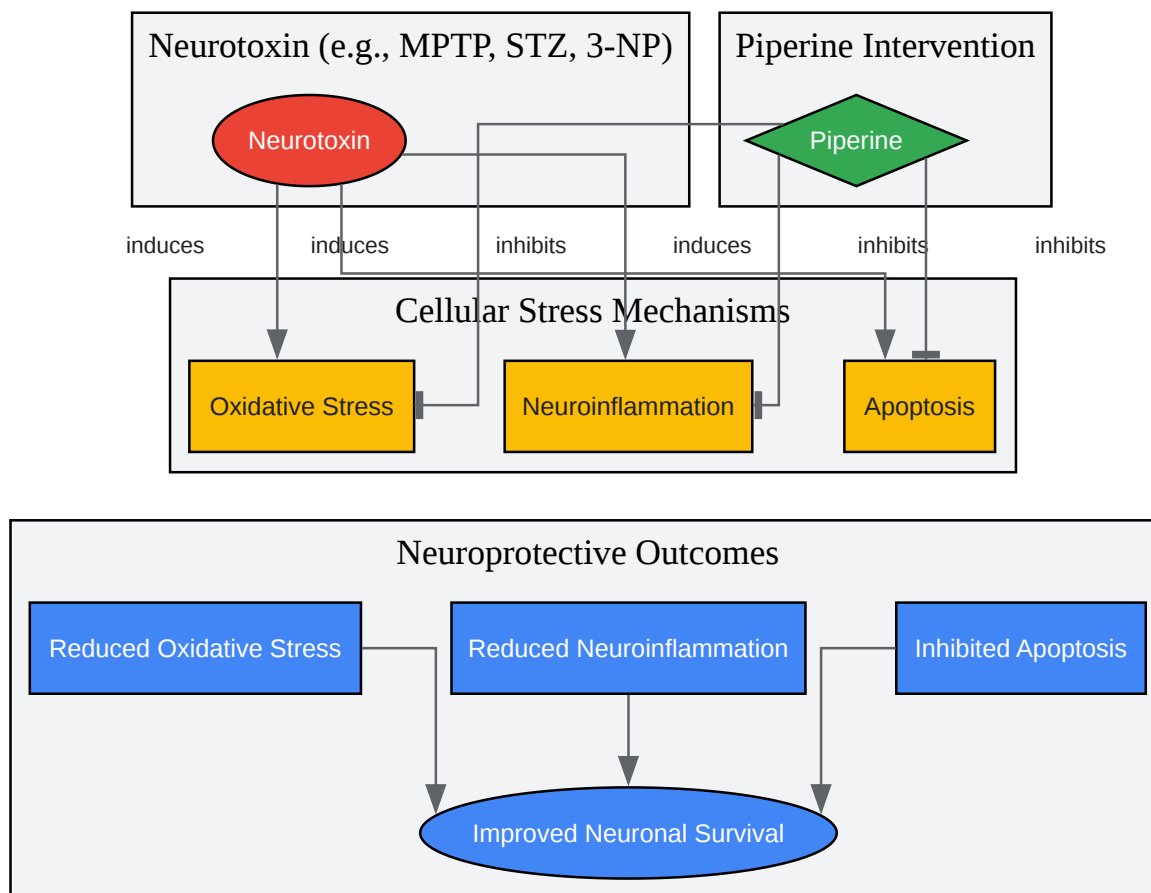 Neurotoxin (e.g., MPTP, STZ, 3-NP)
Piperine Intervention
Neurotoxin
Piperine
induces
induces
inhibits
induces
inhibits
inhibits
Cellular Stress Mechanisms
Oxidative Stress
Neuroinflammation
Apoptosis
Neuroprotective Outcomes
Reduced Oxidative Stress
Reduced Neuroinflammation
Inhibited Apoptosis
Improved Neuronal Survival